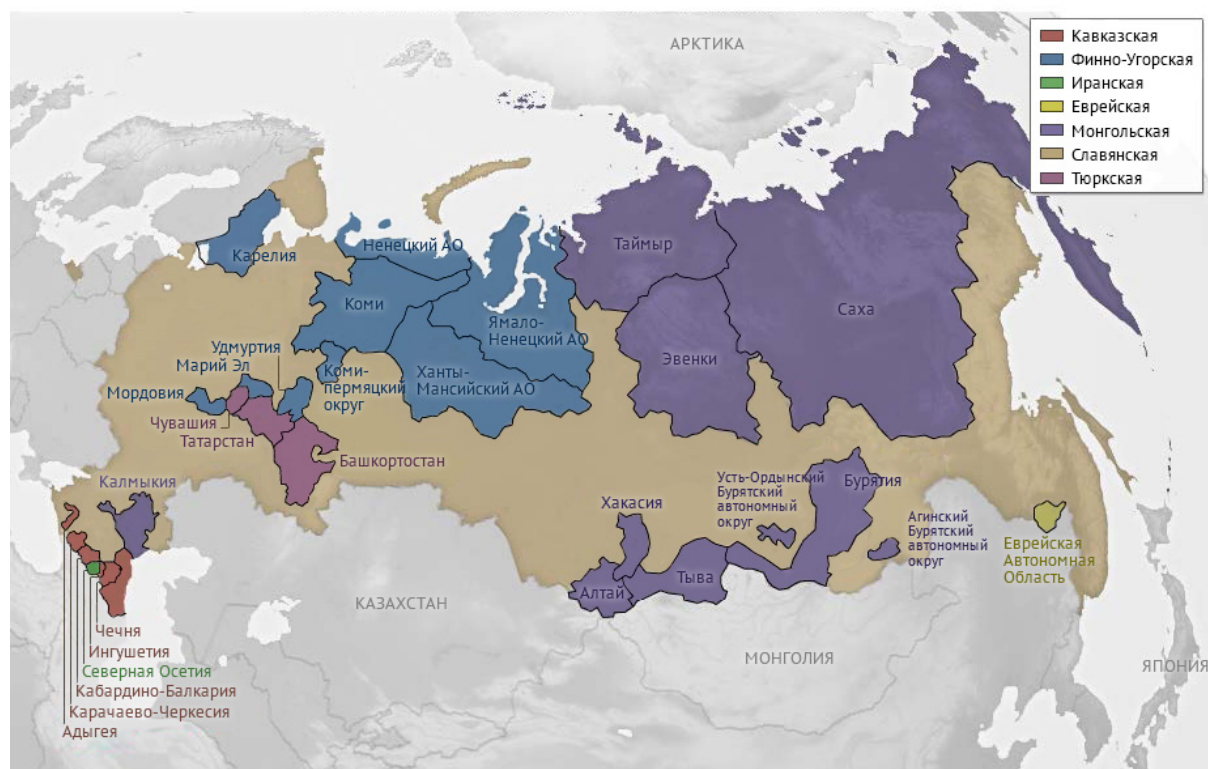 АРКТИКА
Кавказская
Финно-Угорская
Иранская
Еврейская
Монгольская
Славянская
Тюркская
Карелия
Ненецкий АО
Таймыр
Коми
Саха
Ямало-
Ненецкий АО
Эвенки
Удмуртия
Марий Эл
Мордовия
Коми-
пермяцкий
округ
Ханты-
Мансийский АО
Чувашия
Татарстан
Башкортостан
Калмыкия
Хакасия
Усть-Ордынский
Бурятский
автономный
округ
Бурятия
Агинский
Бурятский
автономный
округ
Еврейская
Автономная
Область
Алтай
Тыва
КАЗАХСТАН
МОНГОЛИЯ
ЯПОНИЯ
Чечня
Ингушетия
Северная Осетия
Кабардино-Балкария
Карачаево-Черкесия
Адыгея